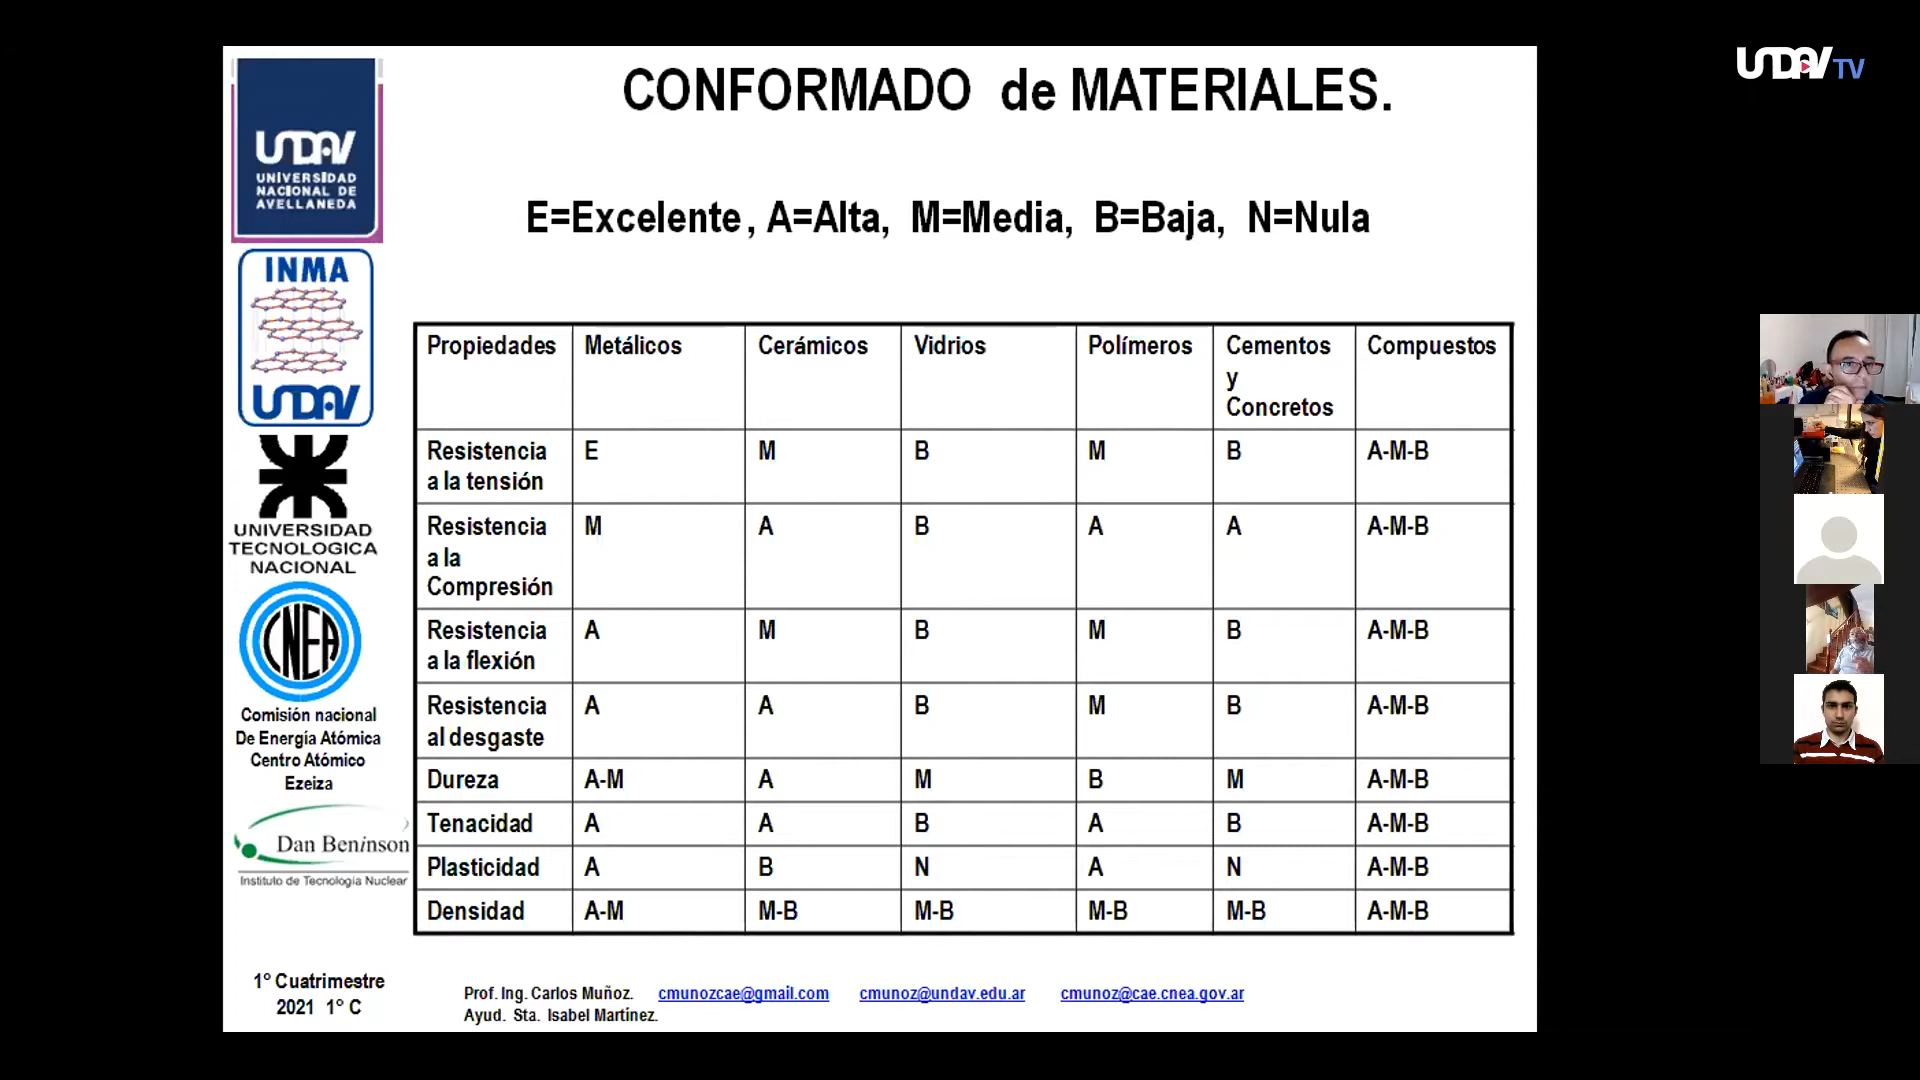 UNDAV TV
CONFORMADO de MATERIALES.
E=Excelente, A=Alta, M=Media, B=Baja, N=Nula
UNDAV
UNIVERSIDAD
NACIONAL DE
AVELLANEDA
INMA
UNDAV
UNIVERSIDAD
TECNOLOGICA
NACIONAL
CNEA
Comisión nacional
De Energía Atómica
Centro Atómico
Ezeiza
Dan Beninson
Instituto de Tecnología Nuclear
1° Cuatrimestre
2021 1° C
Propiedades Metálicos Cerámicos Vidrios Polímeros Cementos y Concretos Compuestos
Resistencia a la tensión E M B M B A-M-B
Resistencia a la Compresión M A B A A A-M-B
Resistencia a la flexión A M B M B A-M-B
Resistencia al desgaste A A B M B A-M-B
Dureza A-M A M B M A-M-B
Tenacidad A A B A B A-M-B
Plasticidad A B N A N A-M-B
Densidad A-M M-B M-B M-B M-B A-M-B
Prof. Ing. Carlos Muñoz. cmunozcae@gmail.com cmunoz@undav.edu.ar cmunoz@cae.cnea.gov.ar
Ayud. Sta. Isabel Martínez.